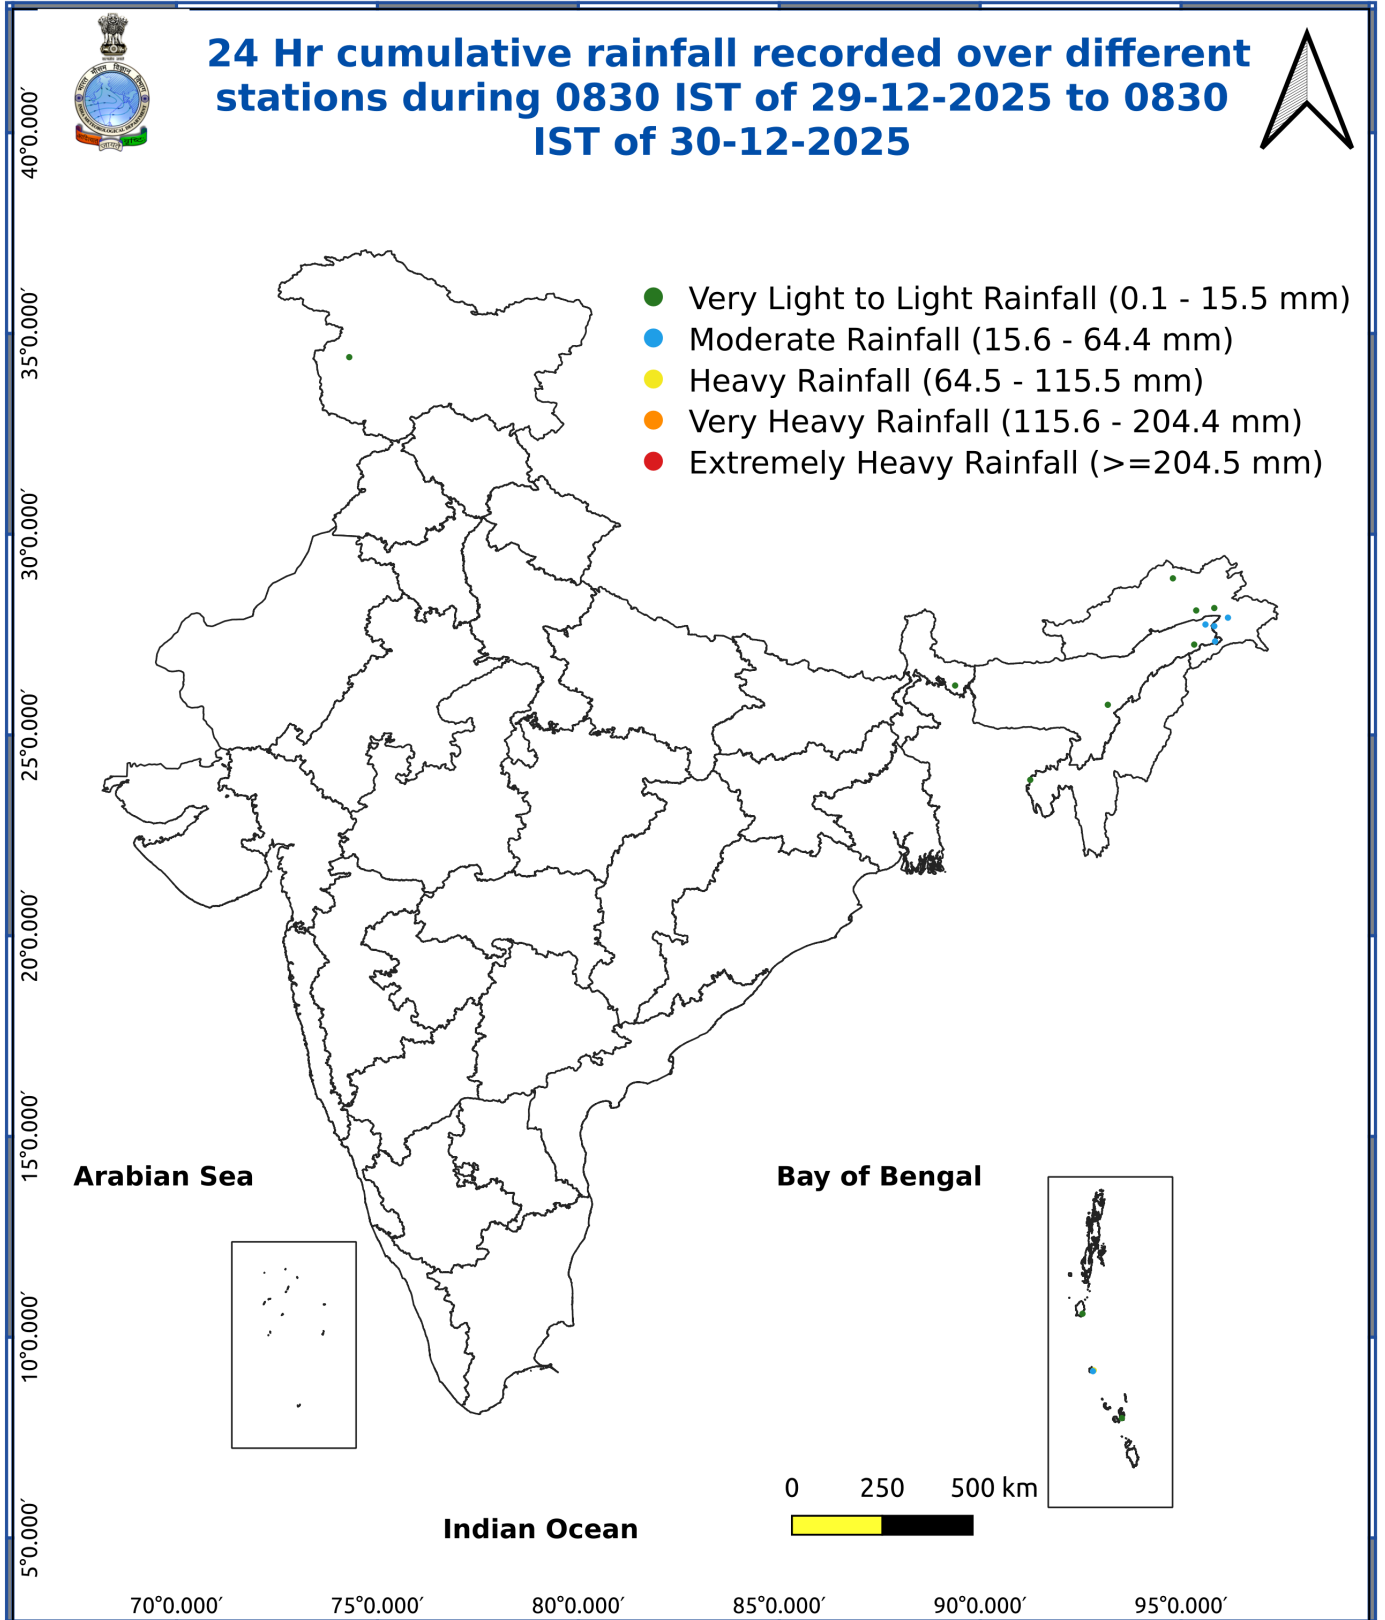 24 Hr cumulative rainfall recorded over different
stations during 0830 IST of 29-12-2025 to 0830
IST of 30-12-2025
Very Light to Light Rainfall (0.1 - 15.5 mm)
Moderate Rainfall (15.6 - 64.4 mm)
Heavy Rainfall (64.5 - 115.5 mm)
Very Heavy Rainfall (115.6 - 204.4 mm)
Extremely Heavy Rainfall (>=204.5 mm)
40°0.000′
35°0.000′
30°0.000′
25°0.000′
20°0.000′
15°0.000′
10°0.000′
5°0.000′
Arabian Sea
Bay of Bengal
0 250 500 km
Indian Ocean
70°0.000′ 75°0.000′ 80°0.000′ 85°0.000′ 90°0.000′ 95°0.000′